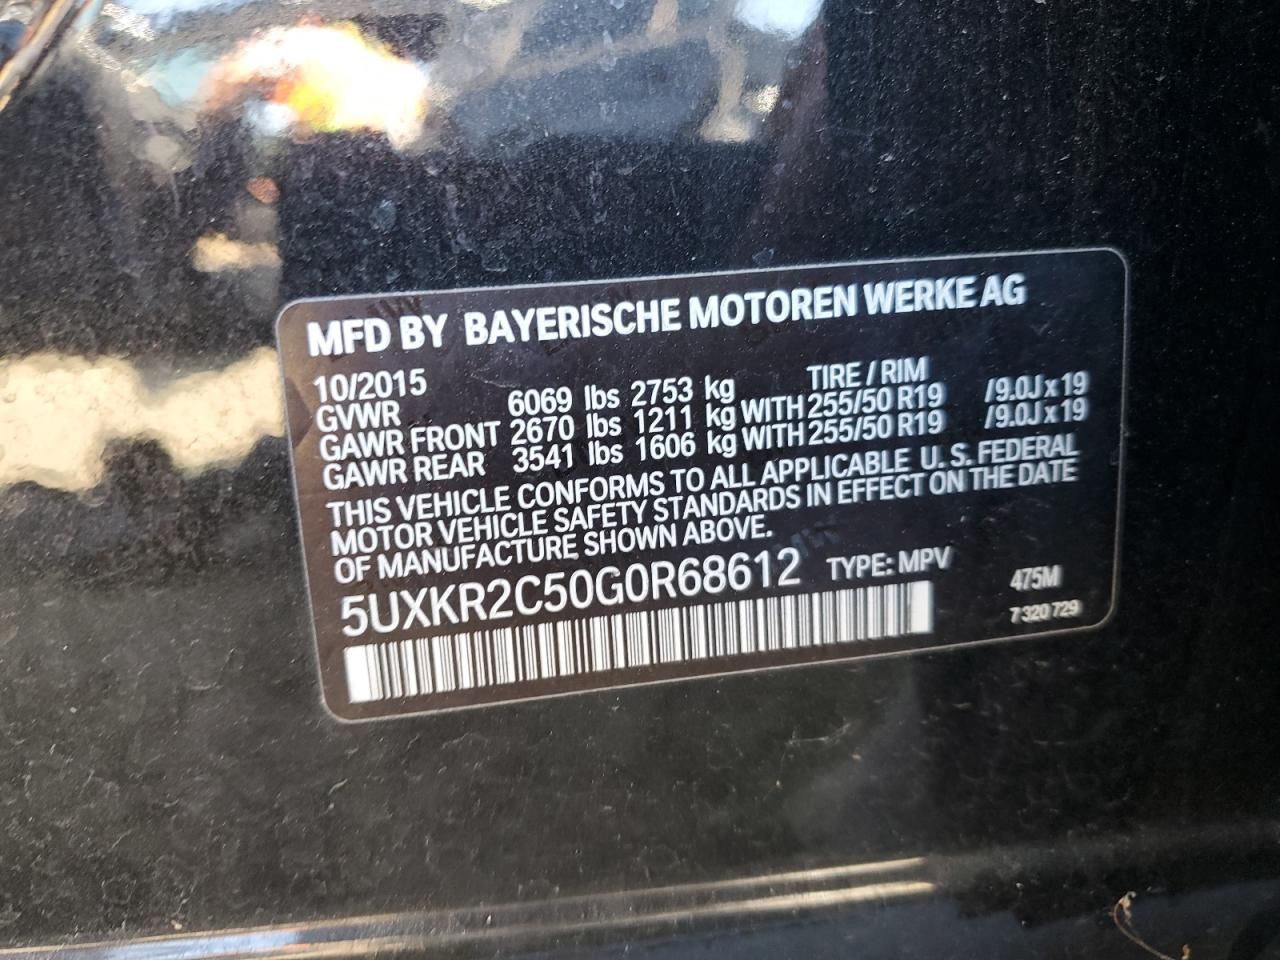 MFD BY BAYERISCHE MOTOREN WERKE AG
10/2015 TIRE / RIM
GVWR 6069 lbs 2753 kg
GAWR FRONT 2670 lbs 1211 kg WITH 255/50 R19 /9.0J x 19
GAWR REAR 3541 lbs 1606 kg WITH 255/50 R19 /9.0J x 19
THIS VEHICLE CONFORMS TO ALL APPLICABLE U. S. FEDERAL
MOTOR VEHICLE SAFETY STANDARDS IN EFFECT ON THE DATE
OF MANUFACTURE SHOWN ABOVE.
5UXKR2C50G0R68612 TYPE: MPV 475M
7 320 729